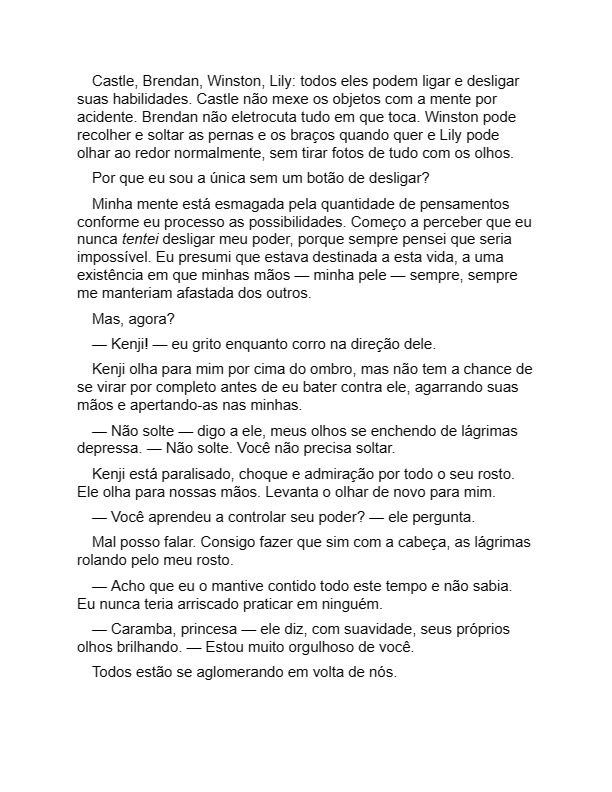 Castle, Brendan, Winston, Lily: todos eles podem ligar e desligar
suas habilidades. Castle não mexe os objetos com a mente por
acidente. Brendan não eletrocuta tudo em que toca. Winston pode
recolher e soltar as pernas e os braços quando quer e Lily pode
olhar ao redor normalmente, sem tirar fotos de tudo com os olhos.
Por que eu sou a única sem um botão de desligar?
Minha mente está esmagada pela quantidade de pensamentos
conforme eu processo as possibilidades. Começo a perceber que eu
nunca tentei desligar meu poder, porque sempre pensei que seria
impossível. Eu presumi que estava destinada a esta vida, a uma
existência em que minhas mãos — minha pele — sempre, sempre
me manteriam afastada dos outros.
Mas, agora?
— Kenji! — eu grito enquanto corro na direção dele.
Kenji olha para mim por cima do ombro, mas não tem a chance de
se virar por completo antes de eu bater contra ele, agarrando suas
mãos e apertando-as nas minhas.
— Não solte — digo a ele, meus olhos se enchendo de lágrimas
depressa. — Não solte. Você não precisa soltar.
Kenji está paralisado, choque e admiração por todo o seu rosto.
Ele olha para nossas mãos. Levanta o olhar de novo para mim.
— Você aprendeu a controlar seu poder? — ele pergunta.
Mal posso falar. Consigo fazer que sim com a cabeça, as lágrimas
rolando pelo meu rosto.
— Acho que eu o mantive contido todo este tempo e não sabia.
Eu nunca teria arriscado praticar em ninguém.
— Caramba, princesa — ele diz, com suavidade, seus próprios
olhos brilhando. — Estou muito orgulhoso de você.
Todos estão se aglomerando em volta de nós.